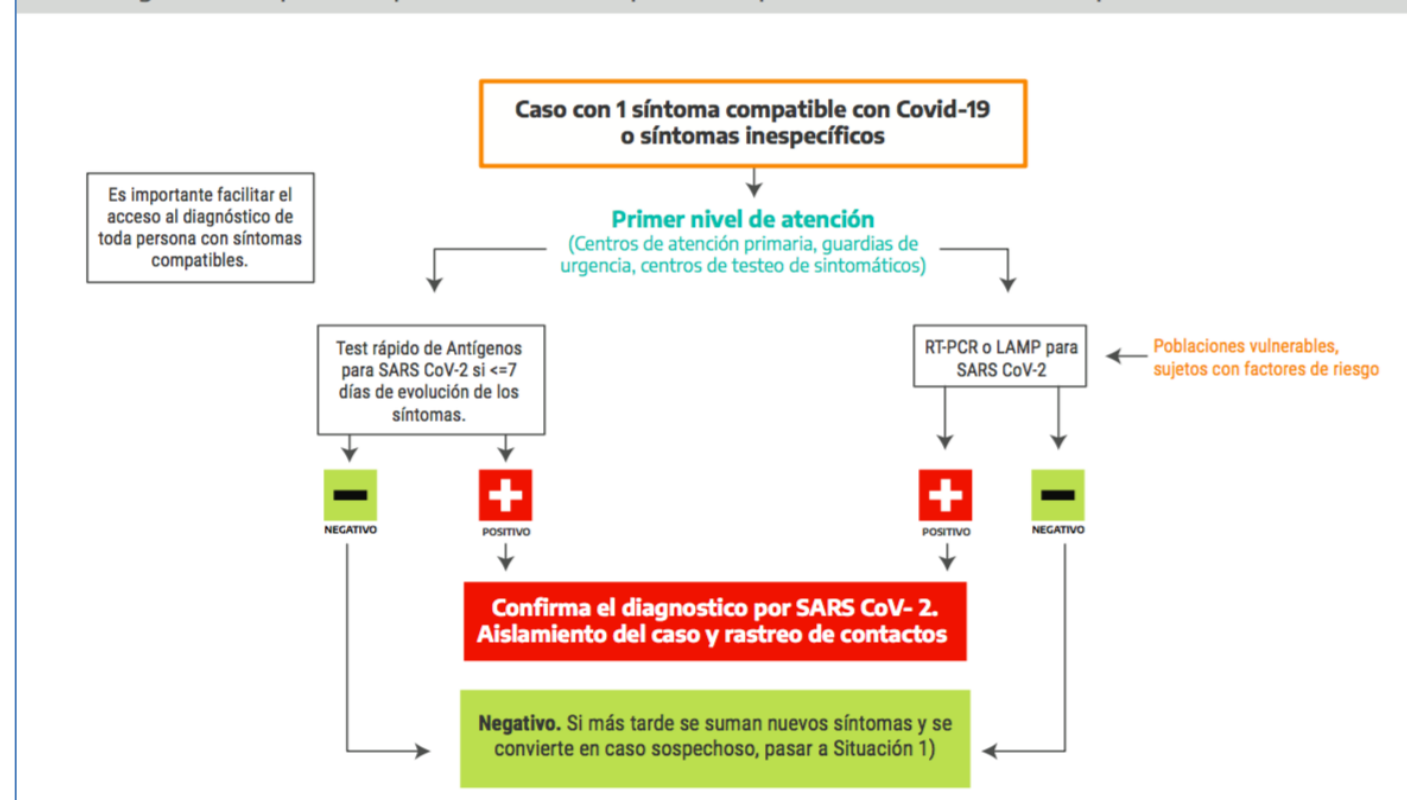 Caso con 1 síntoma compatible con Covid-19
o síntomas inespecíficos
Es importante facilitar el
acceso al diagnóstico de
toda persona con síntomas
compatibles.
Primer nivel de atención
(Centros de atención primaria, guardias de
urgencia, centros de testeo de sintomáticos)
Test rápido de Antígenos
para SARS CoV-2 si <=7
días de evolución de los
síntomas.
RT-PCR o LAMP para
SARS CoV-2
Poblaciones vulnerables,
sujetos con factores de riesgo
NEGATIVO
POSITIVO
POSITIVO
NEGATIVO
Confirma el diagnostico por SARS CoV- 2.
Aislamiento del caso y rastreo de contactos
Negativo. Si más tarde se suman nuevos síntomas y se
convierte en caso sospechoso, pasar a Situación 1)